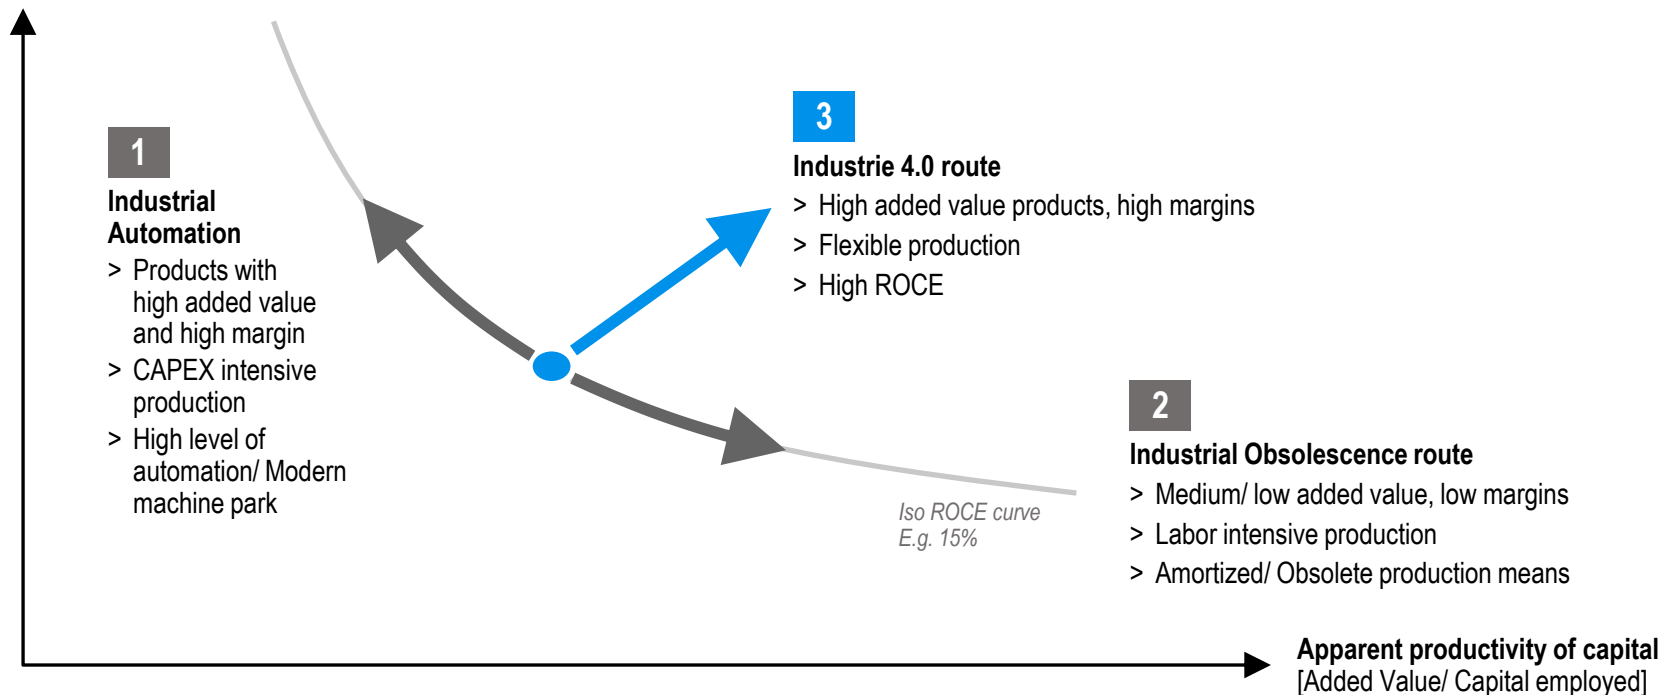 1
Industrial
Automation
> Products with
high added value
and high margin
> CAPEX intensive
production
> High level of
automation/ Modern
machine park
3
Industrie 4.0 route
> High added value products, high margins
> Flexible production
> High ROCE
2
Industrial Obsolescence route
> Medium/ low added value, low margins
> Labor intensive production
> Amortized/ Obsolete production means
Iso ROCE curve
E.g. 15%
Apparent productivity of capital
[Added Value/ Capital employed]